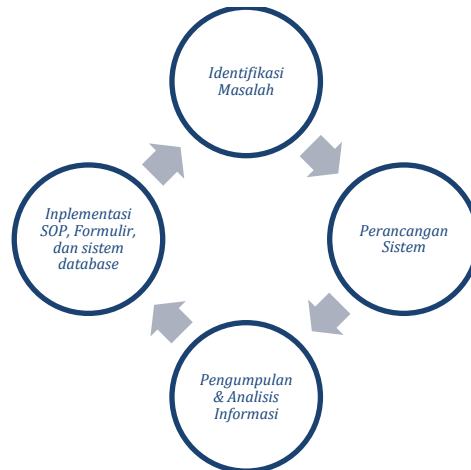 Identifikasi
Masalah
Perancangan
Sistem
Pengumpulan
& Analisis
Informasi
Inplementasi
SOP, Formulir,
dan sistem
database